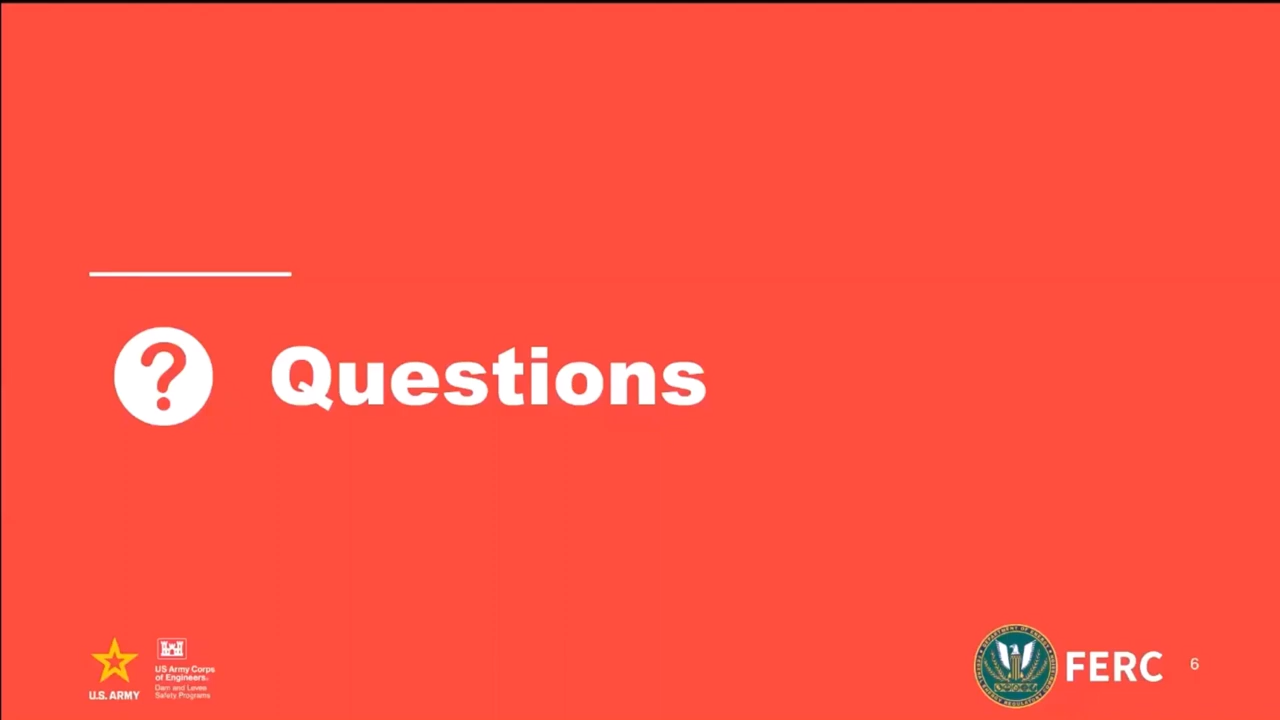 ?
Questions
U.S. ARMY
US Army Corps
of Engineers®
Dam and Levee
Safety Programs
FERC
6